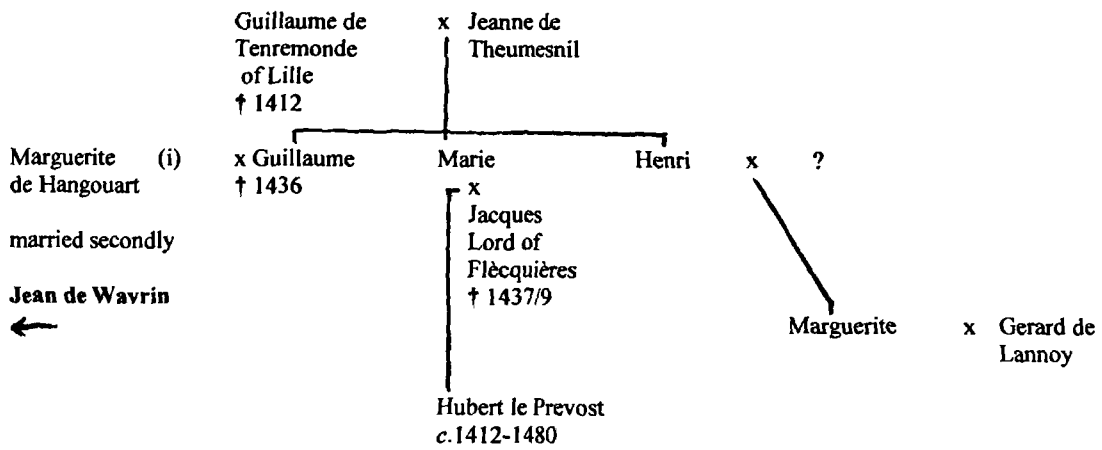 Guillaume de x Jeanne de
Tenremonde Theumesnil
of Lille
† 1412
Marguerite (i) x Guillaume Marie Henri x ?
de Hangouart † 1436 x
Jacques
married secondly Lord of
Flècquières
Jean de Wavrin † 1437/9
Marguerite x Gerard de
Lannoy
Hubert le Prevost
c.1412-1480